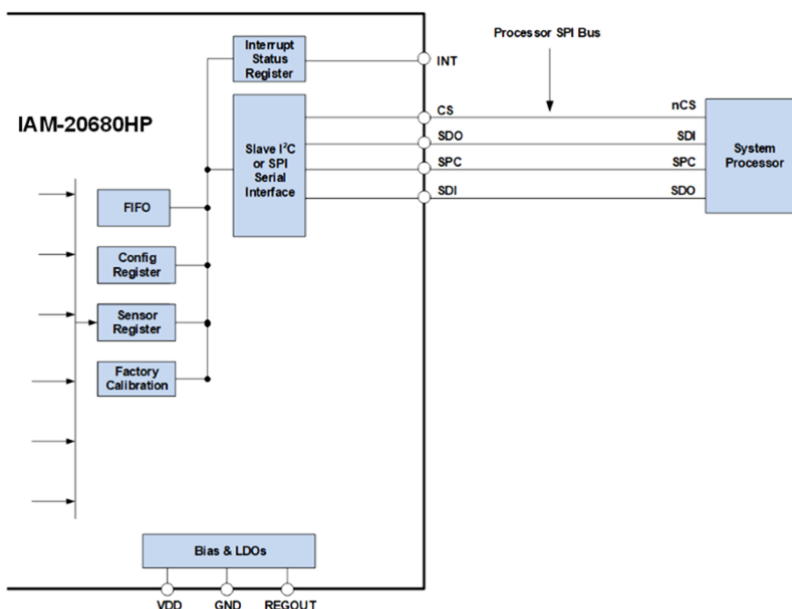 Interrupt
Status
Register
INT
Processor SPI Bus
IAM-20680HP
Slave I²C
or SPI
Serial
Interface
CS
nCS
SDO
SDI
SPC
SPC
SDI
SDO
System
Processor
FIFO
Config
Register
Sensor
Register
Factory
Calibration
Bias & LDOs
VDD
GND
REGOUT